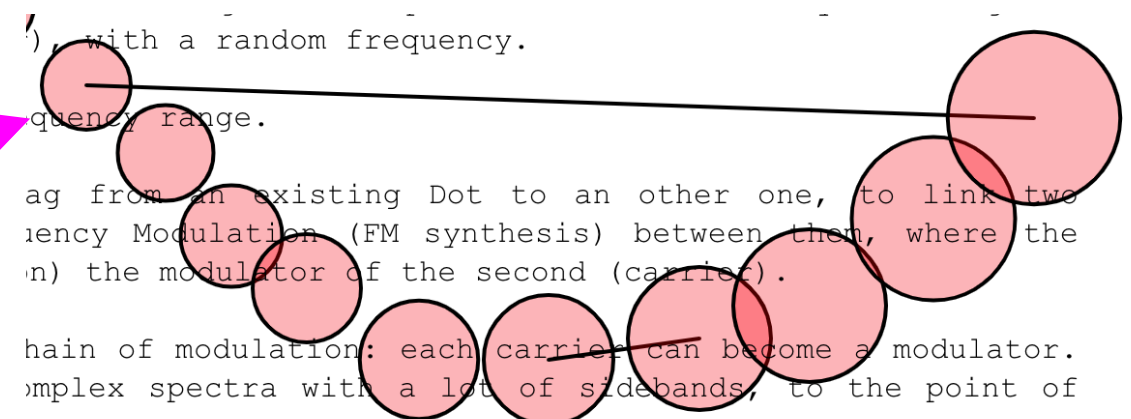 ), with a random frequency.
quency range.
ag from an existing Dot to an other one, to link two
uency Modulation (FM synthesis) between them, where the
n) the modulator of the second (carrier).
hain of modulation: each carrier can become a modulator.
omplex spectra with a lot of sidebands, to the point of